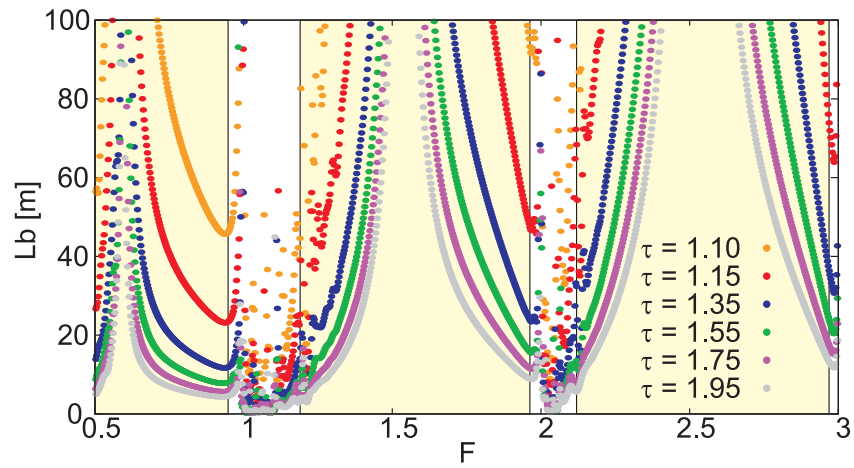 100
80
60
40
20
0
Lb [m]
τ = 1.10
τ = 1.15
τ = 1.35
τ = 1.55
τ = 1.75
τ = 1.95
0.5 1 1.5 2 2.5 3
F